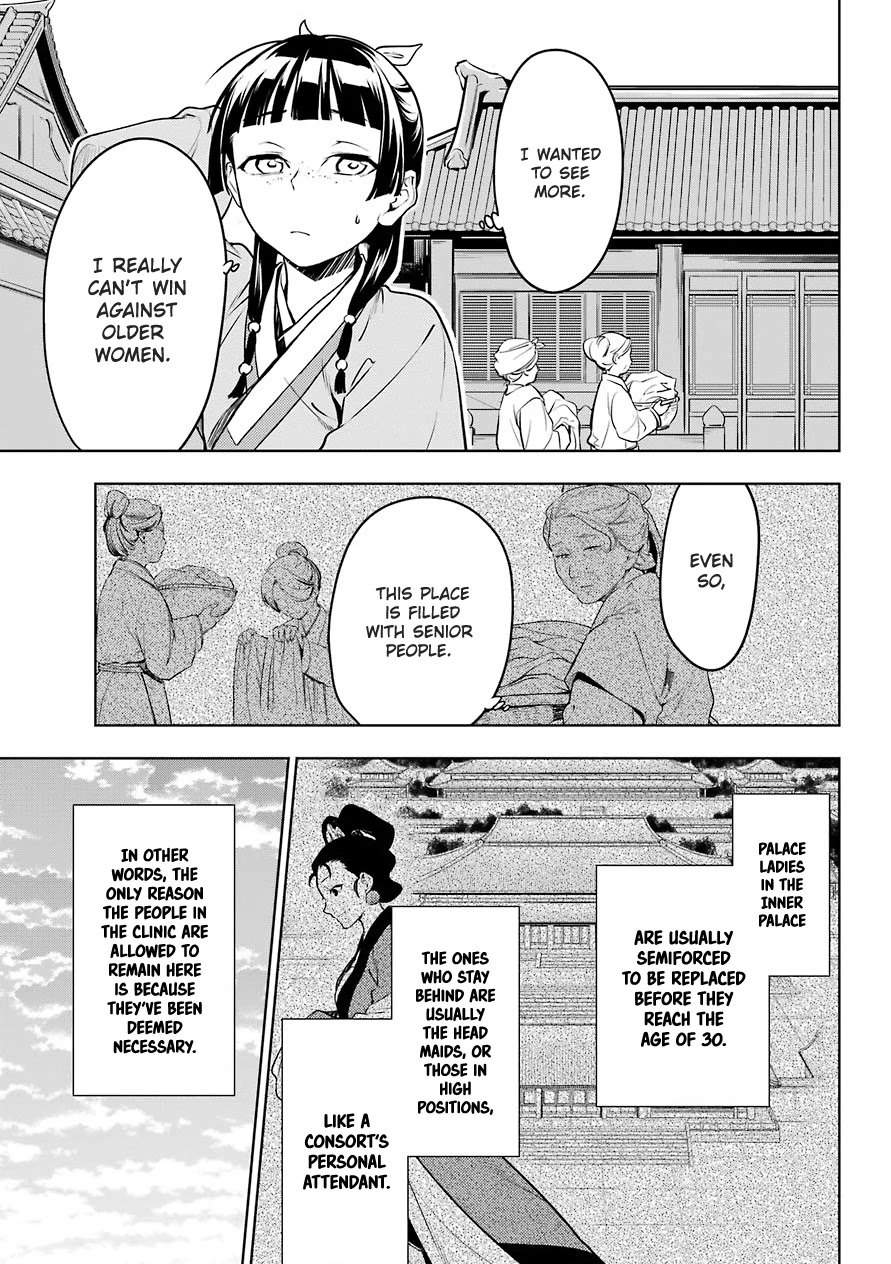 I WANTED
TO SEE
MORE.
I REALLY
CAN'T WIN
AGAINST
OLDER
WOMEN.
EVEN
SO,
THIS PLACE
IS FILLED
WITH SENIOR
PEOPLE.
PALACE
LADIES
IN THE
INNER
PALACE
ARE USUALLY
SEMIFORCED
TO BE REPLACED
BEFORE THEY
REACH THE
AGE OF 30.
THE ONES
WHO STAY
BEHIND ARE
USUALLY
THE HEAD
MAIDS, OR
THOSE IN
HIGH
POSITIONS,
LIKE A
CONSORT'S
PERSONAL
ATTENDANT.
IN OTHER
WORDS, THE
ONLY REASON
THE PEOPLE IN
THE CLINIC ARE
ALLOWED TO
REMAIN HERE
IS BECAUSE
THEY'VE BEEN
DEEMED
NECESSARY.